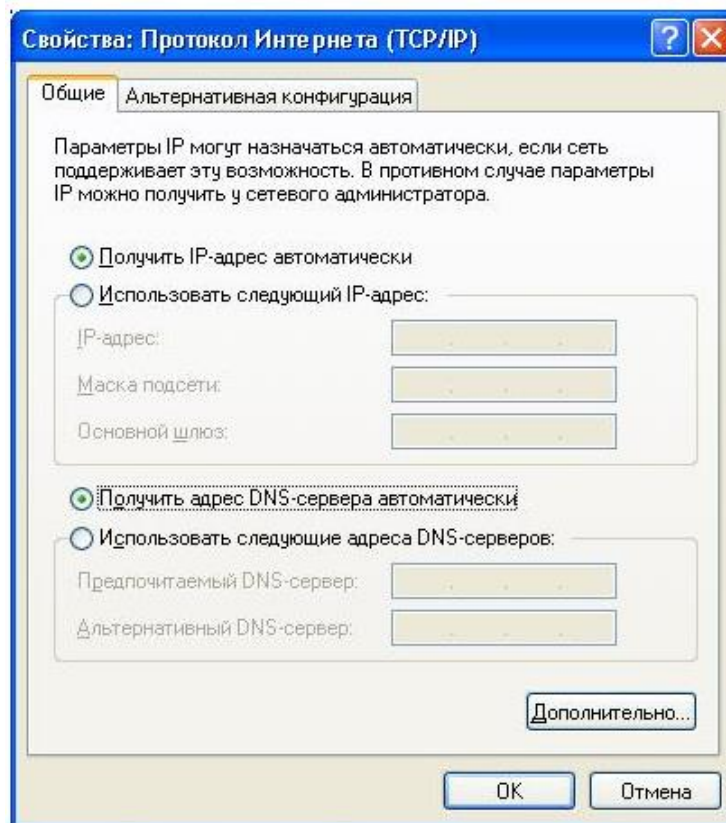 Свойства: Протокол Интернета (TCP/IP)
Общие
Альтернативная конфигурация
Параметры IP могут назначаться автоматически, если сеть
поддерживает эту возможность. В противном случае параметры
IP можно получить у сетевого администратора.
Получить IP-адрес автоматически
Использовать следующий IP-адрес:
IP-адрес:
Маска подсети:
Основной шлюз:
Получить адрес DNS-сервера автоматически
Использовать следующие адреса DNS-серверов:
Предпочитаемый DNS-сервер:
Альтернативный DNS-сервер:
Дополнительно...
OK
Отмена